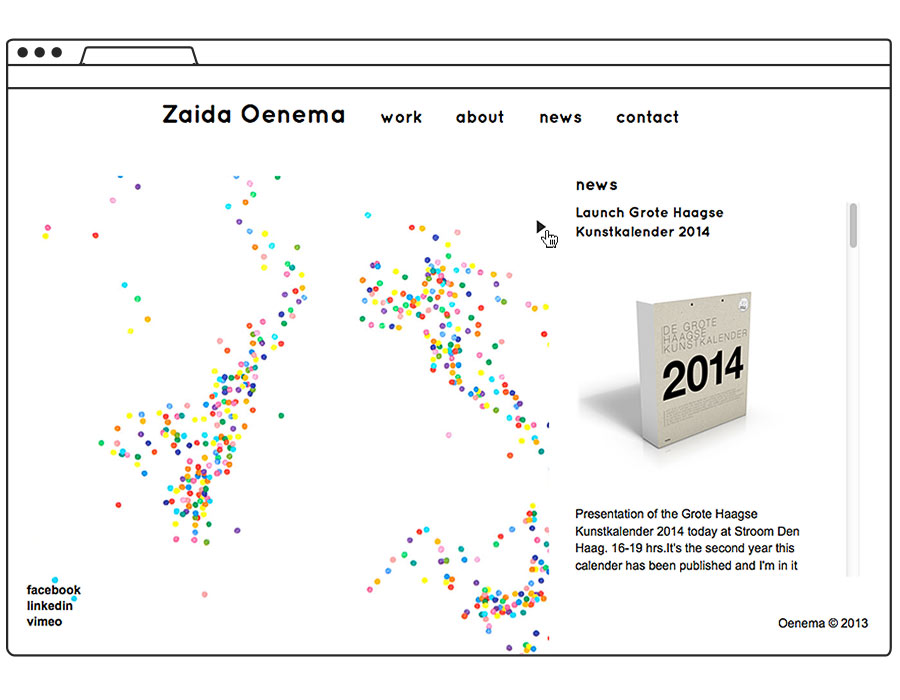 Zaida Oenema work about news contact
news
Launch Grote Haagse
Kunstkalender 2014
DE GROTE
HAAGSE
KUNSTKALENDER
2014
Presentation of the Grote Haagse
Kunstkalender 2014 today at Stroom Den
Haag. 16-19 hrs.It's the second year this
calender has been published and I'm in it
facebook
linkedin
vimeo
Oenema © 2013